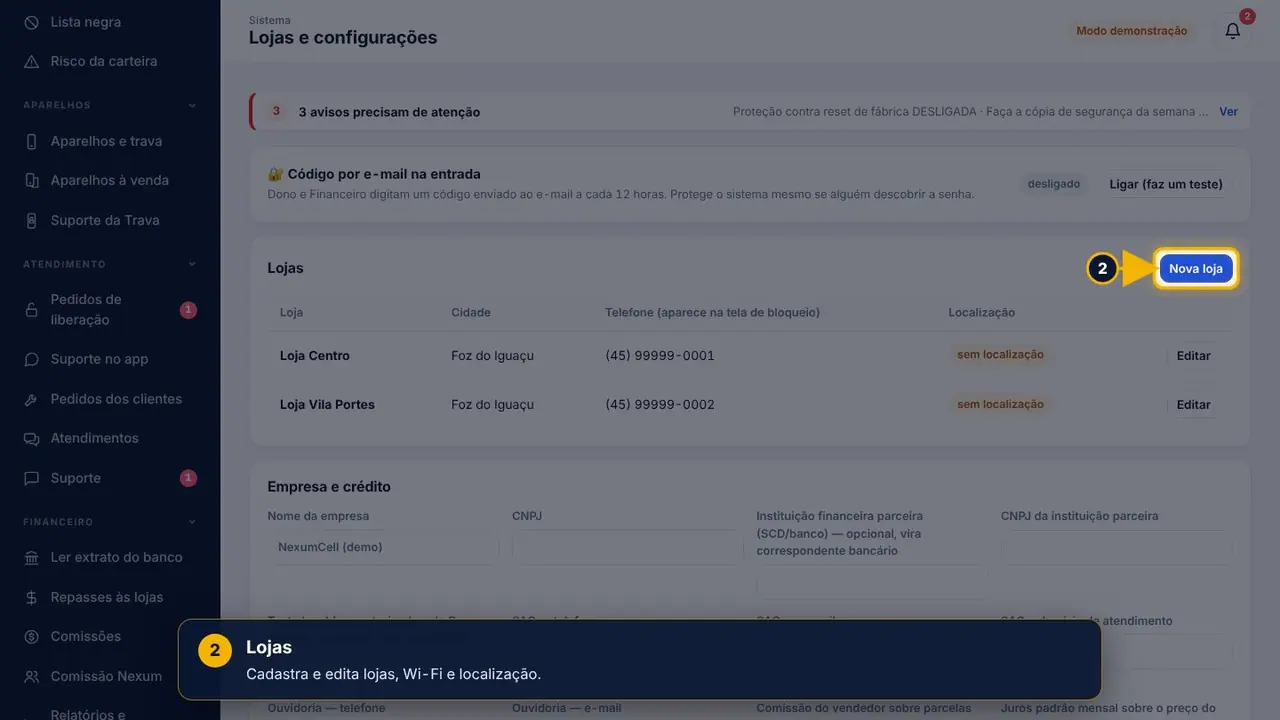 Lista negra
Risco da carteira
APARELHOS
Aparelhos e trava
Aparelhos à venda
Suporte da Trava
ATENDIMENTO
Pedidos de
liberação
1
Suporte no app
Pedidos dos clientes
Atendimentos
Suporte
1
FINANCEIRO
Ler extrato do banco
Repasses às lojas
Comissões
Comissão Nexum
Relatórios e
Sistema
Lojas e configurações
Modo demonstração
2
3
3 avisos precisam de atenção
Proteção contra reset de fábrica DESLIGADA · Faça a cópia de segurança da semana ...
Ver
Código por e-mail na entrada
Dono e Financeiro digitam um código enviado ao e-mail a cada 12 horas. Protege o sistema mesmo se alguém descobrir a senha.
desligado
Ligar (faz um teste)
Lojas
2
Nova loja
Loja Cidade Telefone (aparece na tela de bloqueio) Localização
Loja Centro Foz do Iguaçu (45) 99999-0001 sem localização Editar
Loja Vila Portes Foz do Iguaçu (45) 99999-0002 sem localização Editar
Empresa e crédito
Nome da empresa
NexumCell (demo)
CNPJ
Instituição financeira parceira
(SCD/banco) — opcional, vira
correspondente bancário
CNPJ da instituição parceira
atendimento
2
Lojas
Cadastra e edita lojas, Wi-Fi e localização.
Ouvidoria — telefone
Ouvidoria — e-mail
Comissão do vendedor sobre parcelas
Juros padrão mensal sobre o preço do